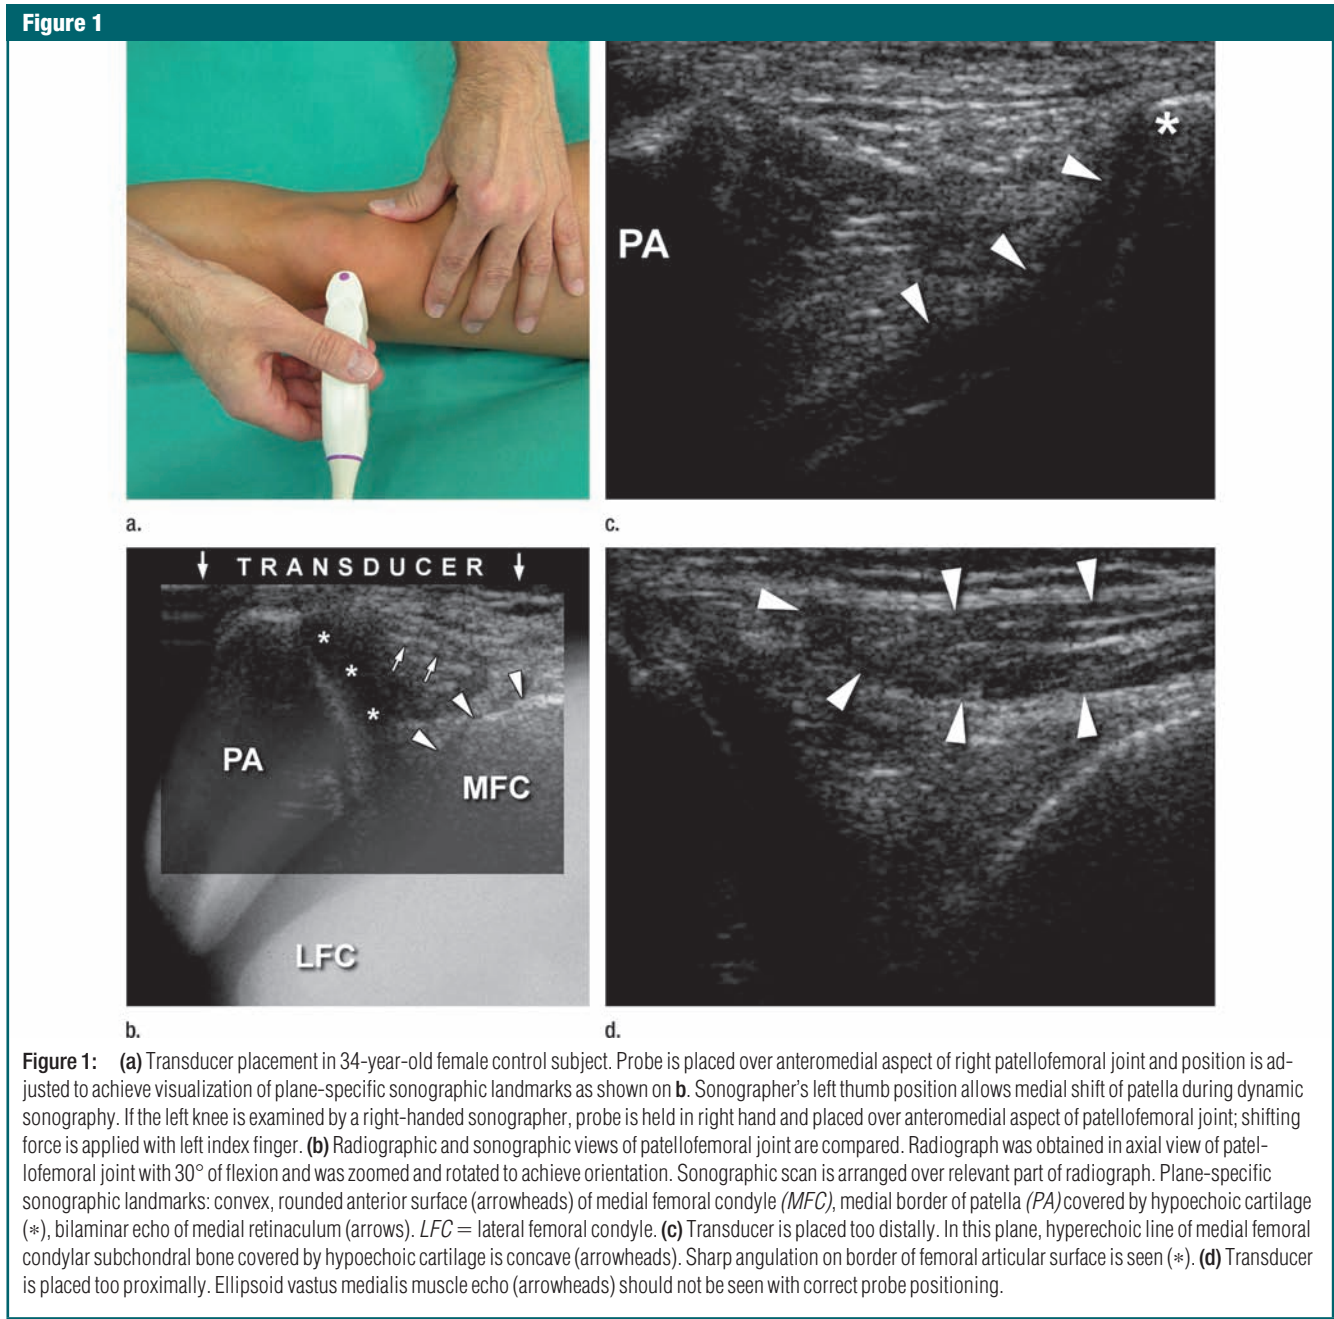 Figure 1
PA
*
a.
c.
TRANSDUCER
*
*
*
PA
MFC
LFC
b.
d.
Figure 1: (a) Transducer placement in 34-year-old female control subject. Probe is placed over anteromedial aspect of right patellofemoral joint and position is ad-
justed to achieve visualization of plane-specific sonographic landmarks as shown on b. Sonographer's left thumb position allows medial shift of patella during dynamic
sonography. If the left knee is examined by a right-handed sonographer, probe is held in right hand and placed over anteromedial aspect of patellofemoral joint; shifting
force is applied with left index finger. (b) Radiographic and sonographic views of patellofemoral joint are compared. Radiograph was obtained in axial view of patel-
lofemoral joint with 30° of flexion and was zoomed and rotated to achieve orientation. Sonographic scan is arranged over relevant part of radiograph. Plane-specific
sonographic landmarks: convex, rounded anterior surface (arrowheads) of medial femoral condyle (MFC), medial border of patella (PA) covered by hypoechoic cartilage
(*), bilaminar echo of medial retinaculum (arrows). LFC = lateral femoral condyle. (c) Transducer is placed too distally. In this plane, hyperechoic line of medial femoral
condylar subchondral bone covered by hypoechoic cartilage is concave (arrowheads). Sharp angulation on border of femoral articular surface is seen (*). (d) Transducer
is placed too proximally. Ellipsoid vastus medialis muscle echo (arrowheads) should not be seen with correct probe positioning.